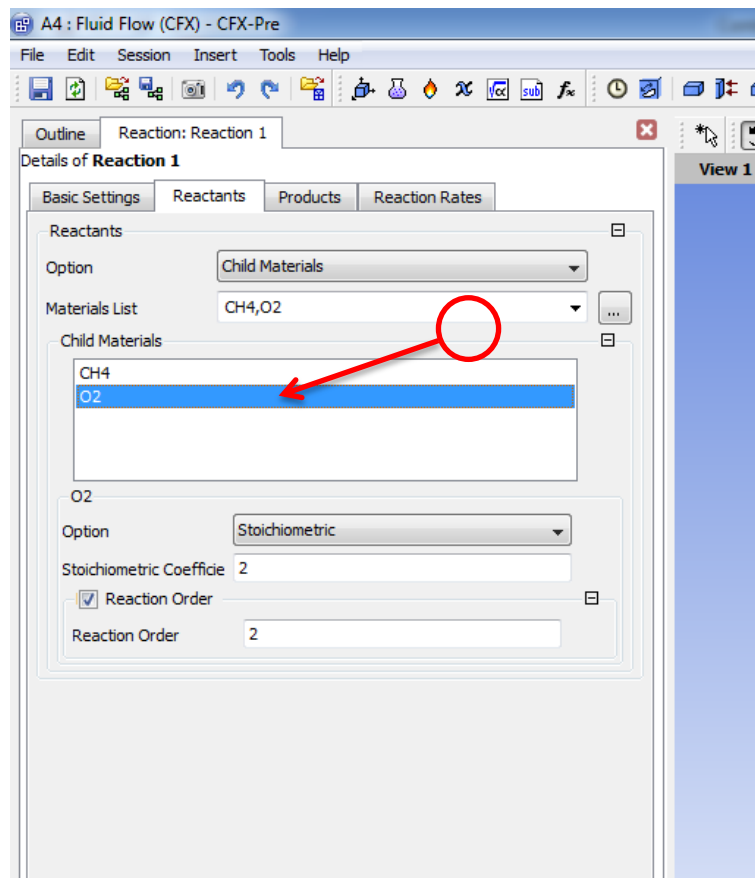 A4 : Fluid Flow (CFX) - CFX-Pre
File Edit Session Insert Tools Help
Outline Reaction: Reaction 1
Details of Reaction 1
View 1
Basic Settings Reactants Products Reaction Rates
Reactants
Option Child Materials
Materials List CH4,O2 ...
Child Materials
CH4
O2
O2
Option Stoichiometric
Stoichiometric Coefficie 2
Reaction Order
Reaction Order 2